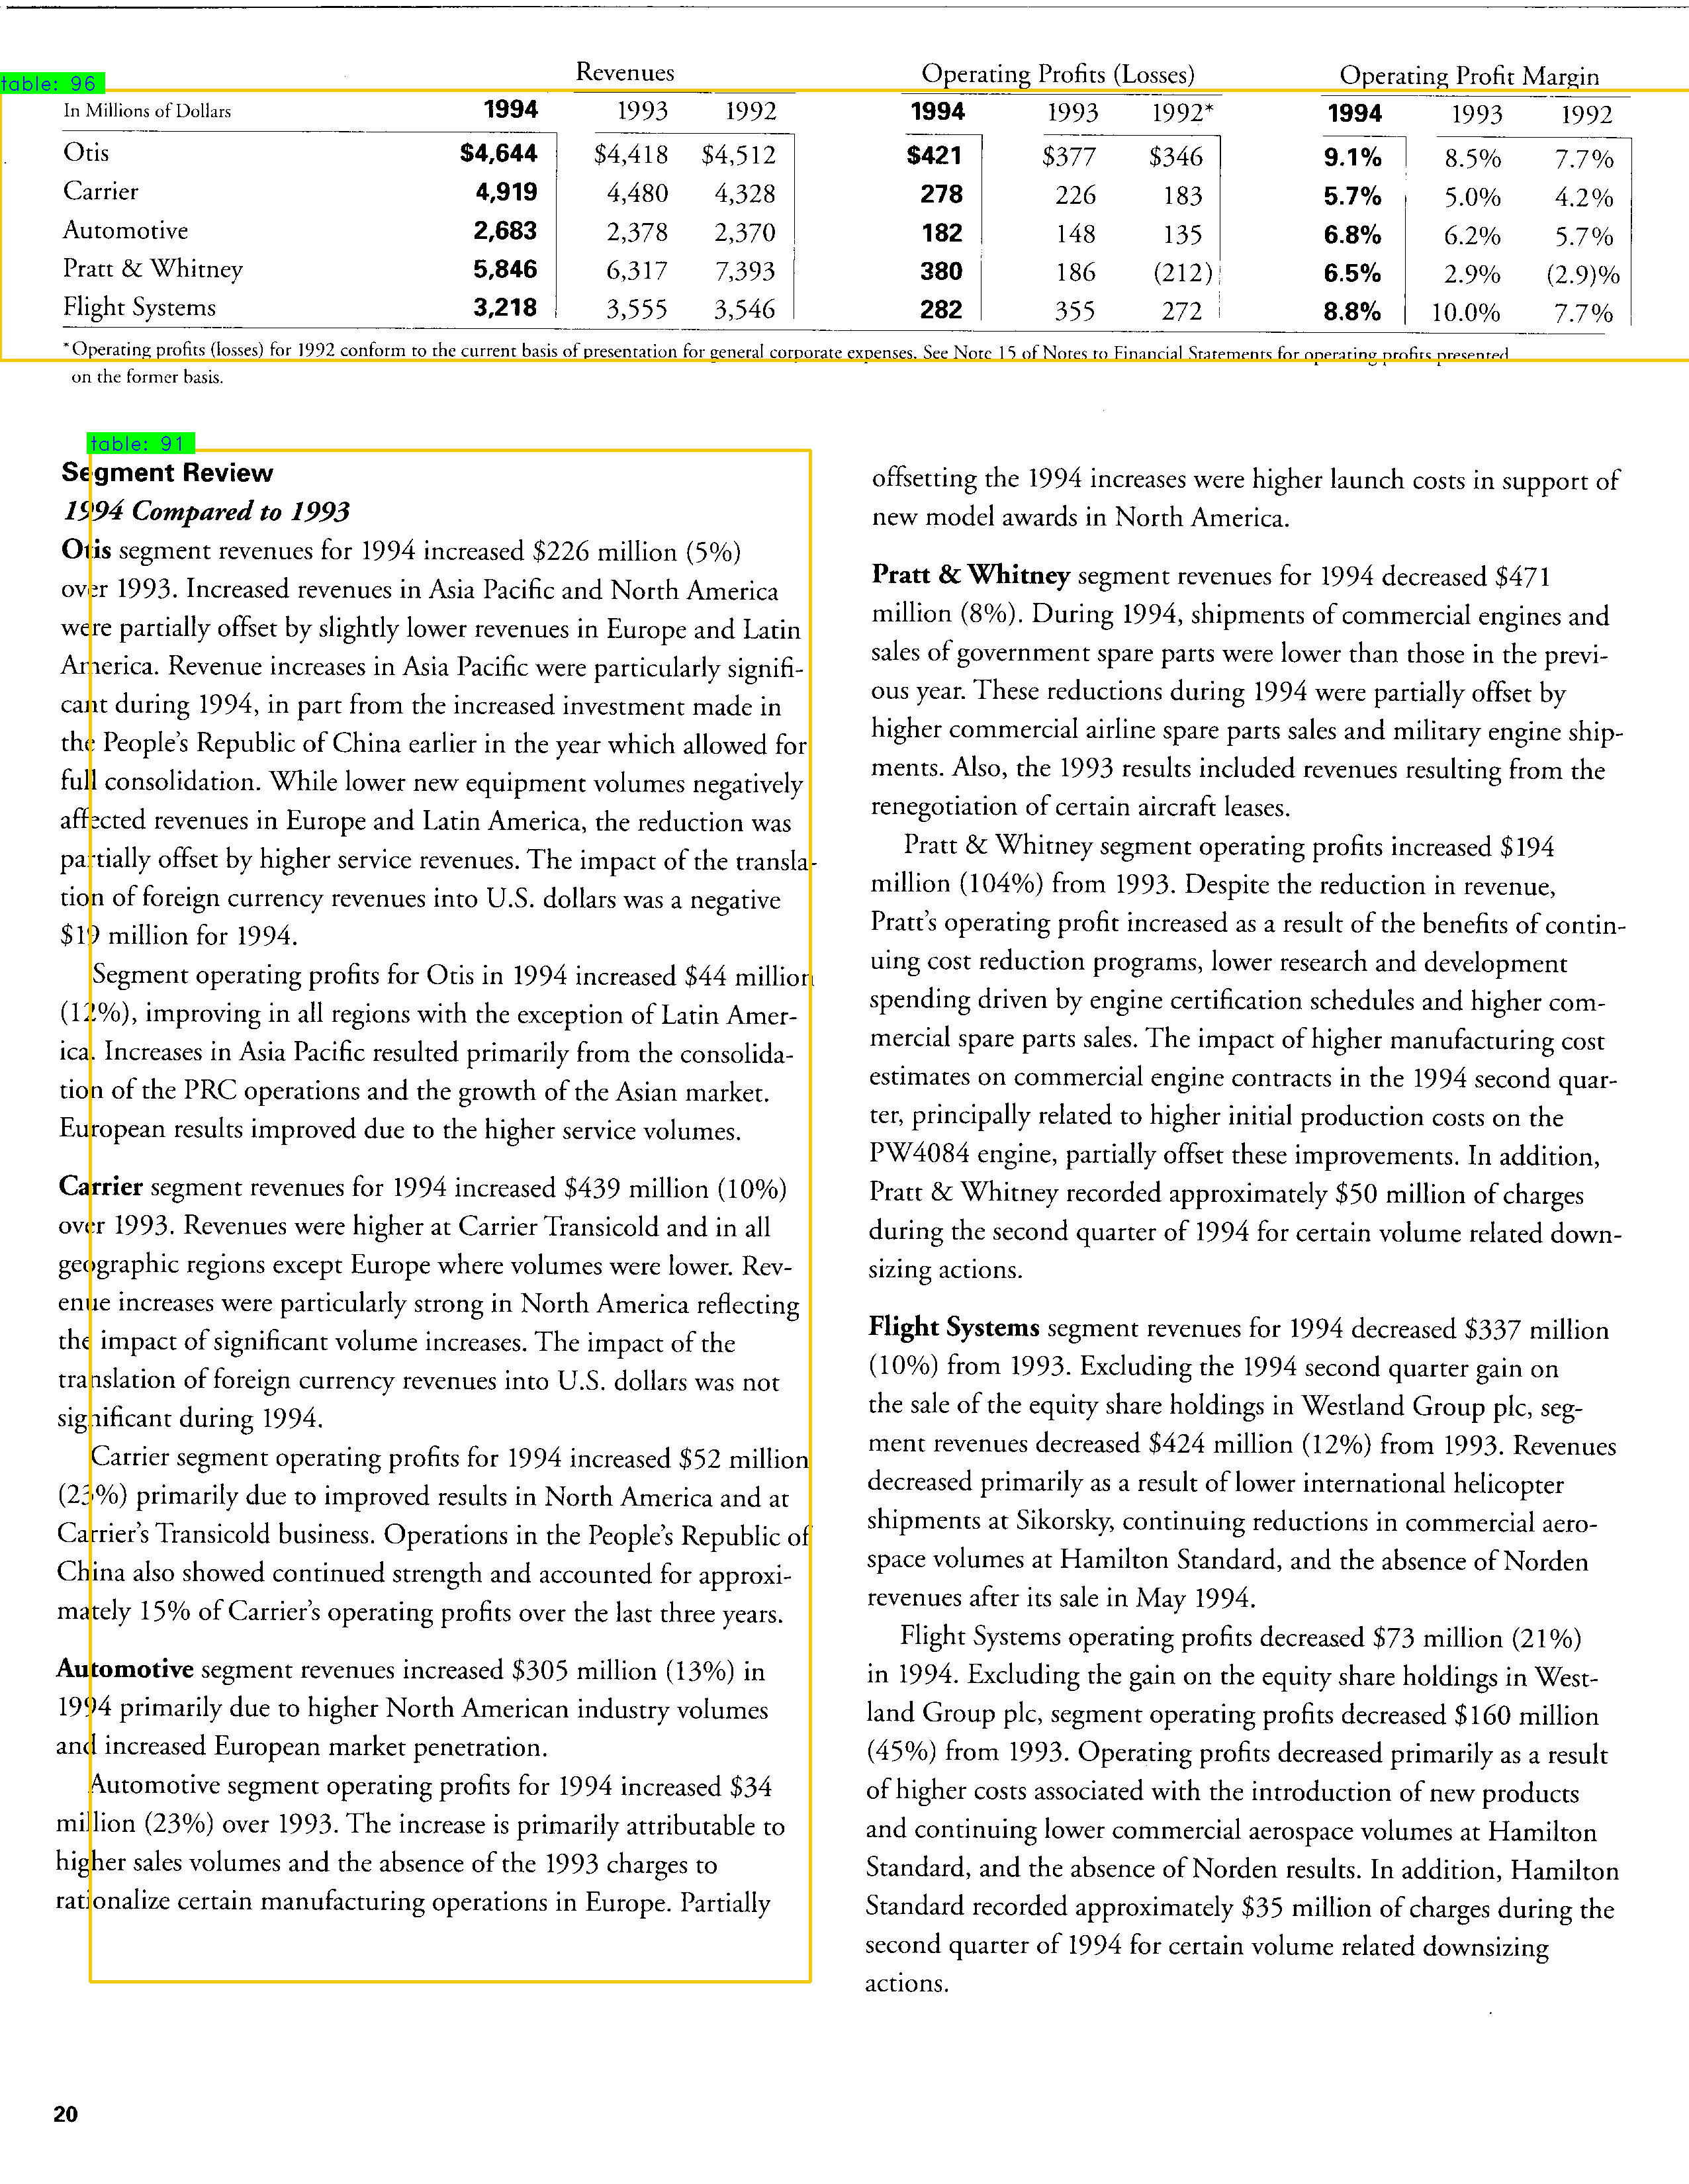 Revenues Operating Profits (Losses) Operating Profit Margin
table: 96
In Millions of Dollars 1994 1993 1992 1994 1993 1992* 1994 1993 1992
Otis $4,644 $4,418 $4,512 $421 $377 $346 9.1% 8.5% 7.7%
Carrier 4,919 4,480 4,328 278 226 183 5.7% 5.0% 4.2%
Automotive 2,683 2,378 2,370 182 148 135 6.8% 6.2% 5.7%
Pratt & Whitney 5,846 6,317 7,393 380 186 (212) 6.5% 2.9% (2.9)%
Flight Systems 3,218 3,555 3,546 282 355 272 8.8% 10.0% 7.7%
*Operating profits (losses) for 1992 conform to the current basis of presentation for general corporate expenses. See Note 15 of Notes to Financial Statements for operating profits presented
on the former basis.
table: 91
Segment Review
1994 Compared to 1993
Otis segment revenues for 1994 increased $226 million (5%)
over 1993. Increased revenues in Asia Pacific and North America
were partially offset by slightly lower revenues in Europe and Latin
America. Revenue increases in Asia Pacific were particularly signifi-
cant during 1994, in part from the increased investment made in
the People's Republic of China earlier in the year which allowed for
full consolidation. While lower new equipment volumes negatively
affected revenues in Europe and Latin America, the reduction was
partially offset by higher service revenues. The impact of the transla-
tion of foreign currency revenues into U.S. dollars was a negative
$19 million for 1994.
Segment operating profits for Otis in 1994 increased $44 million
(12%), improving in all regions with the exception of Latin Amer-
ica. Increases in Asia Pacific resulted primarily from the consolida-
tion of the PRC operations and the growth of the Asian market.
European results improved due to the higher service volumes.
Carrier segment revenues for 1994 increased $439 million (10%)
over 1993. Revenues were higher at Carrier Transicold and in all
geographic regions except Europe where volumes were lower. Rev-
enue increases were particularly strong in North America reflecting
the impact of significant volume increases. The impact of the
translation of foreign currency revenues into U.S. dollars was not
significant during 1994.
Carrier segment operating profits for 1994 increased $52 million
(23%) primarily due to improved results in North America and at
Carrier's Transicold business. Operations in the People's Republic of
China also showed continued strength and accounted for approxi-
mately 15% of Carrier's operating profits over the last three years.
Automotive segment revenues increased $305 million (13%) in
1994 primarily due to higher North American industry volumes
and increased European market penetration.
Automotive segment operating profits for 1994 increased $34
million (23%) over 1993. The increase is primarily attributable to
higher sales volumes and the absence of the 1993 charges to
rationalize certain manufacturing operations in Europe. Partially
offsetting the 1994 increases were higher launch costs in support of
new model awards in North America.
Pratt & Whitney segment revenues for 1994 decreased $471
million (8%). During 1994, shipments of commercial engines and
sales of government spare parts were lower than those in the previ-
ous year. These reductions during 1994 were partially offset by
higher commercial airline spare parts sales and military engine ship-
ments. Also, the 1993 results included revenues resulting from the
renegotiation of certain aircraft leases.
Pratt & Whitney segment operating profits increased $194
million (104%) from 1993. Despite the reduction in revenue,
Pratt's operating profit increased as a result of the benefits of contin-
uing cost reduction programs, lower research and development
spending driven by engine certification schedules and higher com-
mercial spare parts sales. The impact of higher manufacturing cost
estimates on commercial engine contracts in the 1994 second quar-
ter, principally related to higher initial production costs on the
PW4084 engine, partially offset these improvements. In addition,
Pratt & Whitney recorded approximately $50 million of charges
during the second quarter of 1994 for certain volume related down-
sizing actions.
Flight Systems segment revenues for 1994 decreased $337 million
(10%) from 1993. Excluding the 1994 second quarter gain on
the sale of the equity share holdings in Westland Group plc, seg-
ment revenues decreased $424 million (12%) from 1993. Revenues
decreased primarily as a result of lower international helicopter
shipments at Sikorsky, continuing reductions in commercial aero-
space volumes at Hamilton Standard, and the absence of Norden
revenues after its sale in May 1994.
Flight Systems operating profits decreased $73 million (21%)
in 1994. Excluding the gain on the equity share holdings in West-
land Group plc, segment operating profits decreased $160 million
(45%) from 1993. Operating profits decreased primarily as a result
of higher costs associated with the introduction of new products
and continuing lower commercial aerospace volumes at Hamilton
Standard, and the absence of Norden results. In addition, Hamilton
Standard recorded approximately $35 million of charges during the
second quarter of 1994 for certain volume related downsizing
actions.
20